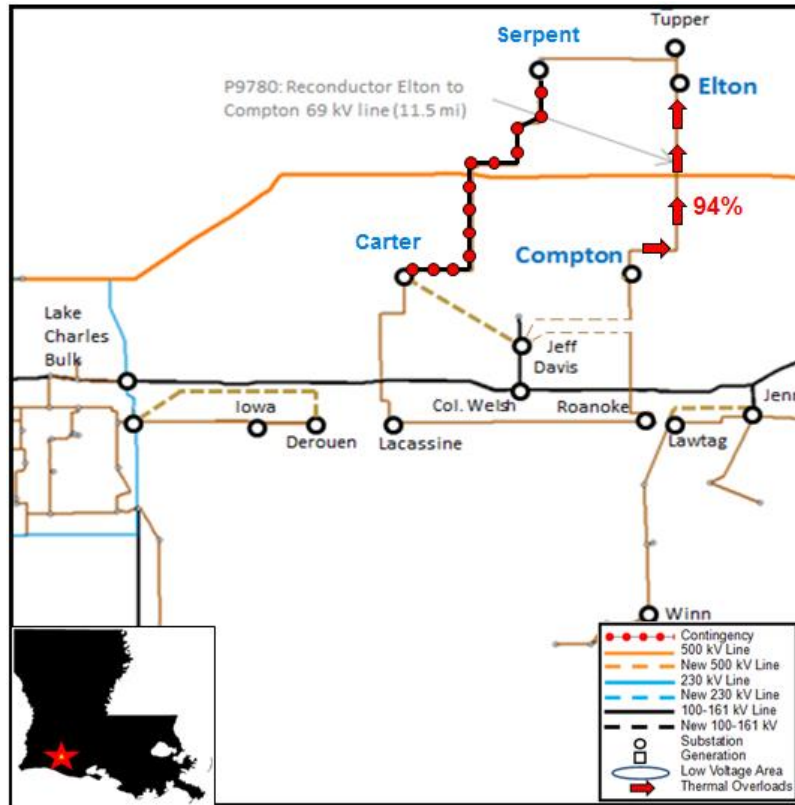 Tupper
Serpent
P9780: Reconductor Elton to
Compton 69 kV line (11.5 mi)
Elton
94%
Carter
Compton
Lake
Charles
Bulk
Jeff
Davis
Iowa
Derouen
Col. Welsh
Lacassine
Roanoke
Lawtag
Jenn
Winn
Contingency
500 kV Line
New 500 kV Line
230 kV Line
New 230 kV Line
100-161 kV Line
New 100-161 kV
Substation
Generation
Low Voltage Area
Thermal Overloads